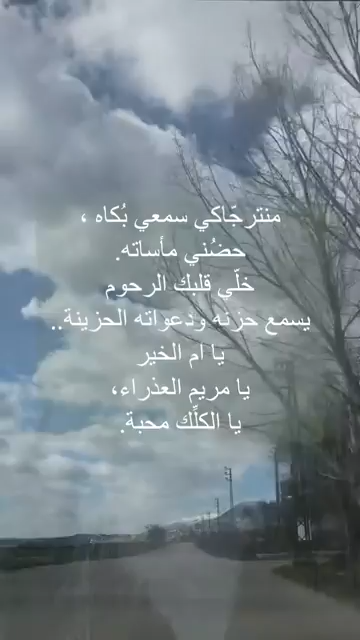 منترجّاكي سمعي بُكاه ،
حضُني مأساته.
خلّي قلبك الرحوم
يسمع حزنه ودعواته الحزينة..
يا ام الخير
يا مريم العذراء،
يا الكلِّك محبة.